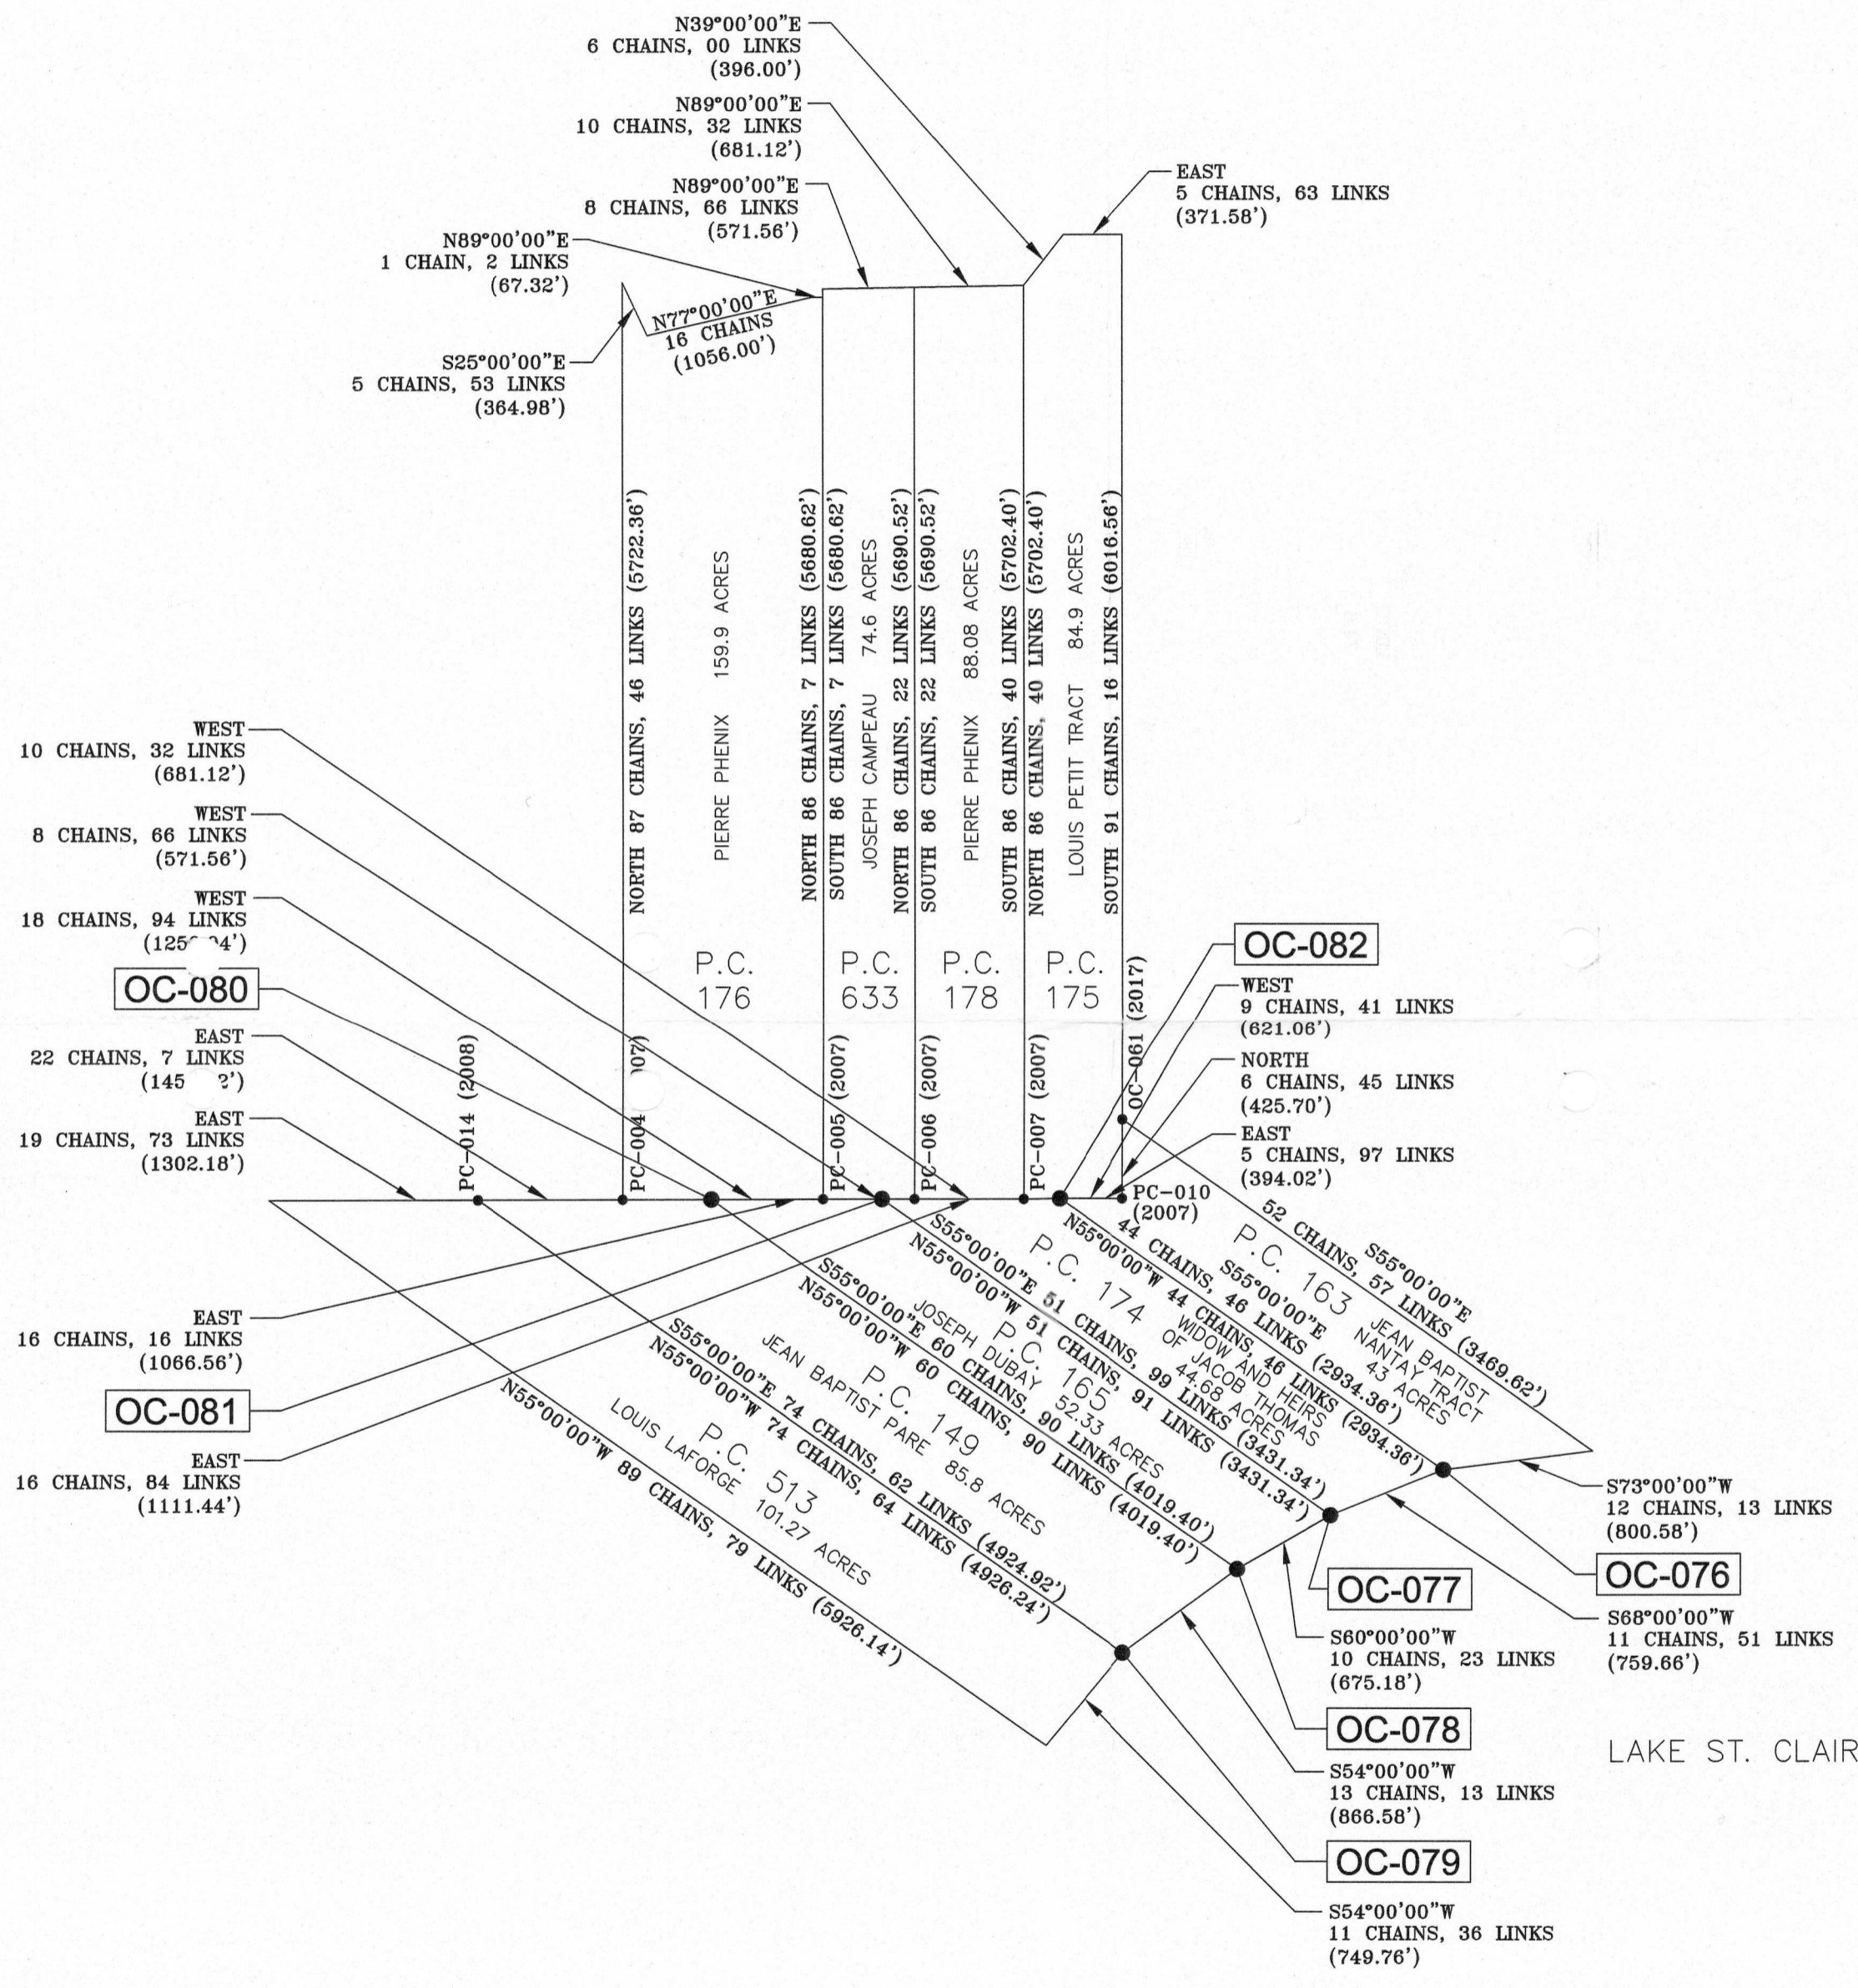 N39°00'00"E
6 CHAINS, 00 LINKS
(396.00')
N89°00'00"E
10 CHAINS, 32 LINKS
(681.12')
N89°00'00"E
8 CHAINS, 66 LINKS
(571.56')
N89°00'00"E
1 CHAIN, 2 LINKS
(67.32')
EAST
5 CHAINS, 63 LINKS
(371.58')
N77°00'00"E
16 CHAINS
(1056.00')
S25°00'00"E
5 CHAINS, 53 LINKS
(364.98')
NORTH 87 CHAINS, 46 LINKS (5722.36')
PIERRE PHENIX 159.9 ACRES
NORTH 86 CHAINS, 7 LINKS (5680.62')
SOUTH 86 CHAINS, 7 LINKS (5680.62')
JOSEPH CAMPEAU 74.6 ACRES
NORTH 86 CHAINS, 22 LINKS (5690.52')
SOUTH 86 CHAINS, 22 LINKS (5690.52')
PIERRE PHENIX 88.08 ACRES
SOUTH 86 CHAINS, 40 LINKS (5702.40')
NORTH 86 CHAINS, 40 LINKS (5702.40')
LOUIS PETIT TRACT 84.9 ACRES
SOUTH 91 CHAINS, 16 LINKS (6016.56')
P.C.
176
P.C.
633
P.C.
178
P.C.
175
WEST
10 CHAINS, 32 LINKS
(681.12')
WEST
8 CHAINS, 66 LINKS
(571.56')
WEST
18 CHAINS, 94 LINKS
OC-080
EAST
22 CHAINS, 7 LINKS
EAST
19 CHAINS, 73 LINKS
(1302.18')
PC-014 (2008)
PC-004
PC-005 (2007)
PC-006 (2007)
PC-007 (2007)
OC-061 (2017)
OC-082
WEST
9 CHAINS, 41 LINKS
(621.06')
NORTH
6 CHAINS, 45 LINKS
(425.70')
EAST
5 CHAINS, 97 LINKS
(394.02')
PC-010
(2007)
EAST
16 CHAINS, 16 LINKS
(1066.56')
OC-081
EAST
16 CHAINS, 84 LINKS
(1111.44')
S55°00'00"E
52 CHAINS, 57 LINKS (3469.62')
P.C. 163
JEAN BAPTIST
NANTAY TRACT
43 ACRES
S55°00'00"E
44 CHAINS, 46 LINKS (2934.36')
N55°00'00"W 44 CHAINS, 46 LINKS (2934.36')
P.C. 174
WIDOW AND HEIRS
OF JACOB THOMAS
44.68 ACRES
S55°00'00"E 51 CHAINS, 99 LINKS (3431.34')
N55°00'00"W 51 CHAINS, 91 LINKS (3431.34')
P.C. 165
JOSEPH DUBAY 52.33 ACRES
S55°00'00"E 60 CHAINS, 90 LINKS (4019.40')
N55°00'00"W 60 CHAINS, 90 LINKS (4019.40')
P.C. 149
JEAN BAPTIST PARE 85.8 ACRES
S55°00'00"E 74 CHAINS, 62 LINKS (4924.92')
N55°00'00"W 74 CHAINS, 64 LINKS (4926.24')
P.C. 513
LOUIS LAFORGE 101.27 ACRES
N55°00'00"W 89 CHAINS, 79 LINKS (5926.14')
S73°00'00"W
12 CHAINS, 13 LINKS
(800.58')
OC-076
OC-077
S68°00'00"W
11 CHAINS, 51 LINKS
(759.66')
S60°00'00"W
10 CHAINS, 23 LINKS
(675.18')
OC-078
LAKE ST. CLAIR
S54°00'00"W
13 CHAINS, 13 LINKS
(866.58')
OC-079
S54°00'00"W
11 CHAINS, 36 LINKS
(749.76')